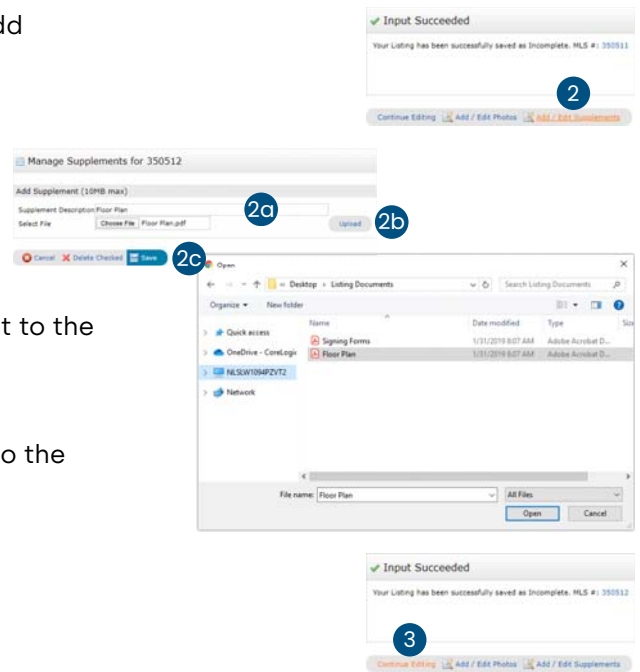 dd
✔ Input Succeeded
Your Listing has been successfully saved as Incomplete. MLS #: 350511
2
Continue Editing Add / Edit Photos Add / Edit Supplements
Manage Supplements for 350512
Add Supplement (10MB max)
Supplement Description Floor Plan
2a
Select File Choose File Floor Plan.pdf Upload 2b
Cancel Delete Checked Save 2c
Open
« Desktop › Listing Documents Search Listing Documents
Organize New folder
Name Date modified Type Size
Quick access
Signing Forms 1/31/2019 8:07 AM Adobe Acrobat D...
OneDrive - CoreLogic
Floor Plan 1/31/2019 8:07 AM Adobe Acrobat D...
NLSLW1094PZVT2
Network
t to the
o the
File name: Floor Plan All Files
Open Cancel
✔ Input Succeeded
Your Listing has been successfully saved as Incomplete. MLS #: 350512
3
Continue Editing Add / Edit Photos Add / Edit Supplements